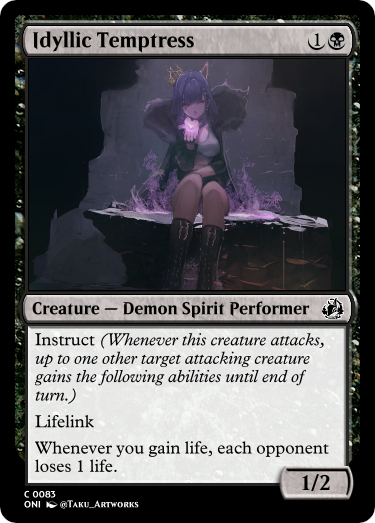 Idyllic Temptress 1
Creature — Demon Spirit Performer
Instruct (Whenever this creature attacks,
up to one other target attacking creature
gains the following abilities until end of
turn.)
Lifelink
Whenever you gain life, each opponent
loses 1 life.
1/2
C 0083
ONI @Taku_Artworks